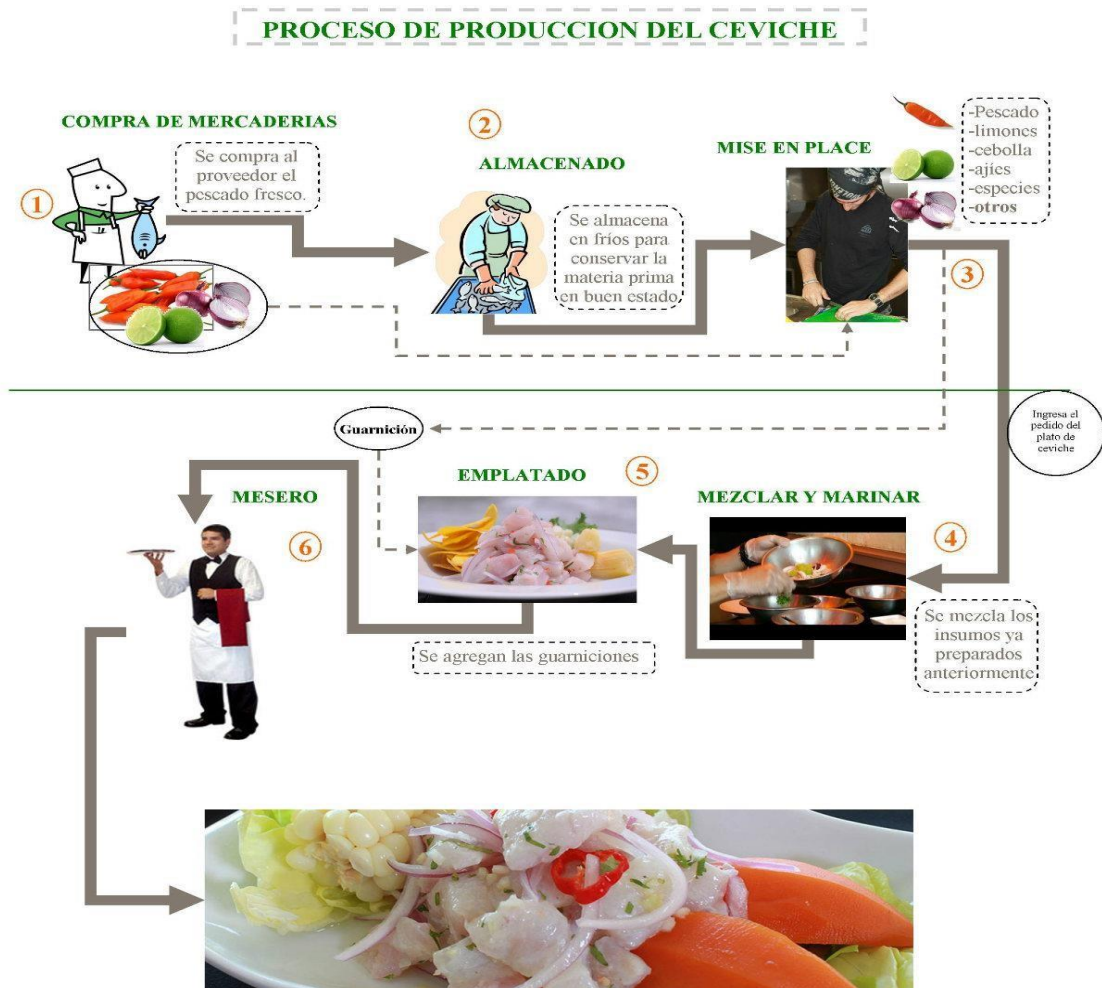 PROCESO DE PRODUCCION DEL CEVICHE
COMPRA DE MERCADERIAS
1
Se compra al
proveedor el
pescado fresco.
2
ALMACENADO
Se almacena
en fríos para
conservar la
materia prima
en buen estado
MISE EN PLACE
-Pescado
-limones
-cebolla
-ajíes
-especies
-otros
3
Ingresa el
pedido del
plato de
ceviche
MEZCLAR Y MARINAR
4
Se mezcla los
insumos ya
preparados
anteriormente
Guarnición
EMPLATADO
5
Se agregan las guarniciones
MESERO
6